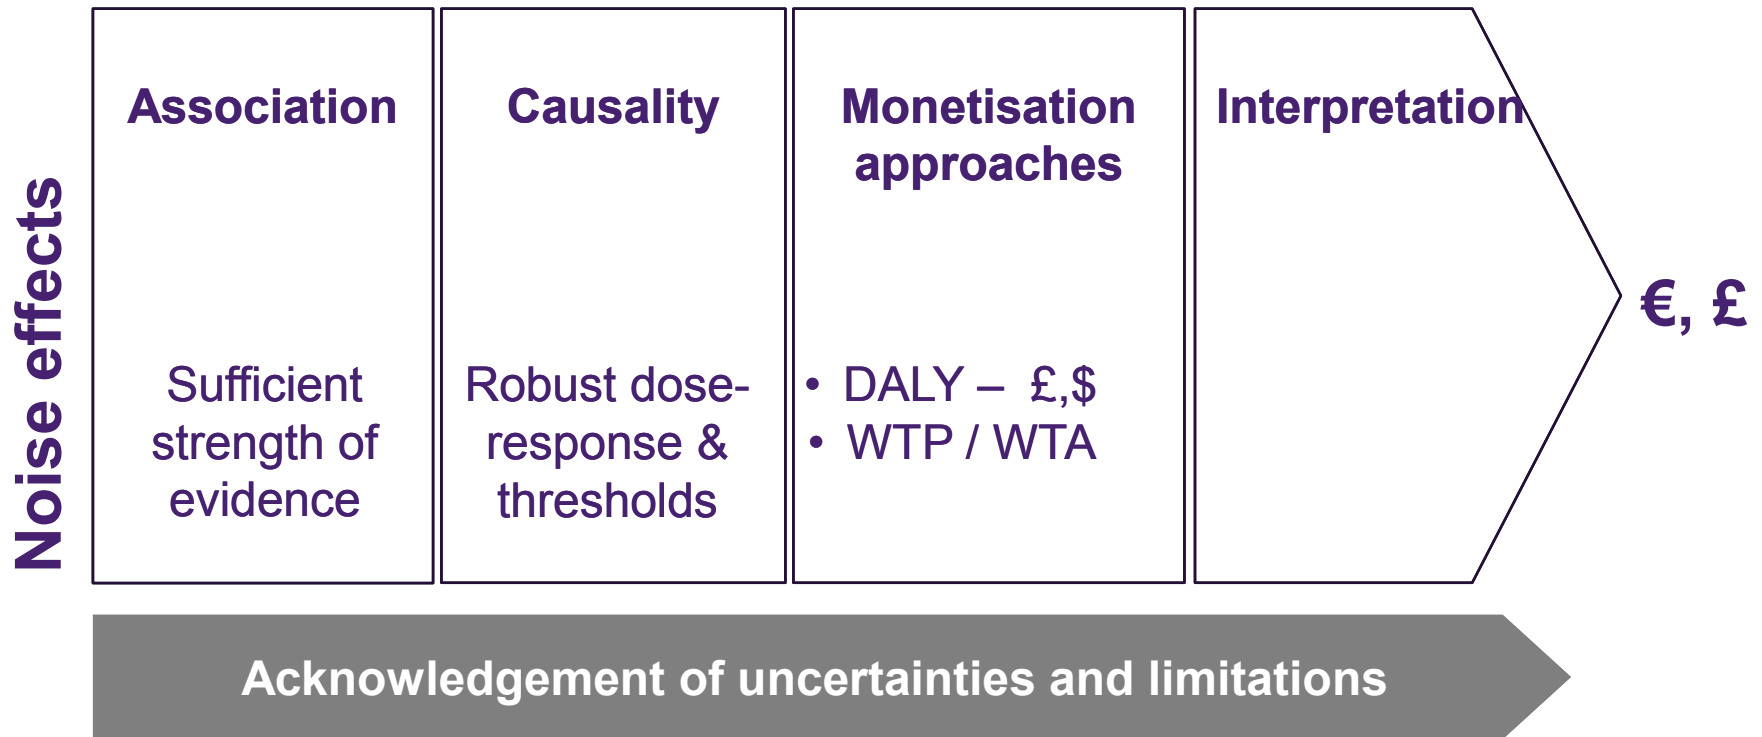 Noise effects
Association
Sufficient
strength of
evidence
Causality
Robust dose-
response &
thresholds
Monetisation
approaches
• DALY – £,$
• WTP / WTA
Interpretation
€, £
Acknowledgement of uncertainties and limitations